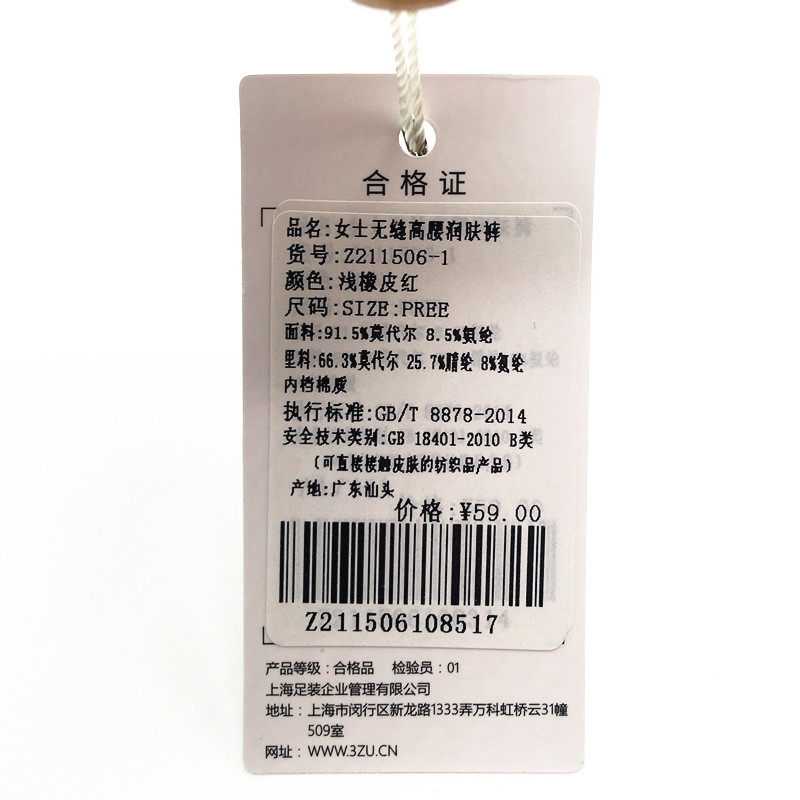 合格证
品名:女士无缝高腰润肤裤
货号:Z211506-1
颜色:浅橡皮红
尺码:SIZE:PREE
面料:91.5%莫代尔 8.5%氨纶
里料:66.3%莫代尔 25.7%腈纶 8%氨纶
内档棉质
执行标准:GB/T 8878-2014
安全技术类别:GB 18401-2010 B类
(可直接接触皮肤的纺织品产品)
产地:广东汕头
价格:¥59.00
Z211506108517
产品等级：合格品 检验员：01
上海足装企业管理有限公司
地址：上海市闵行区新龙路1333弄万科虹桥云31幢
509室
网址：WWW.3ZU.CN